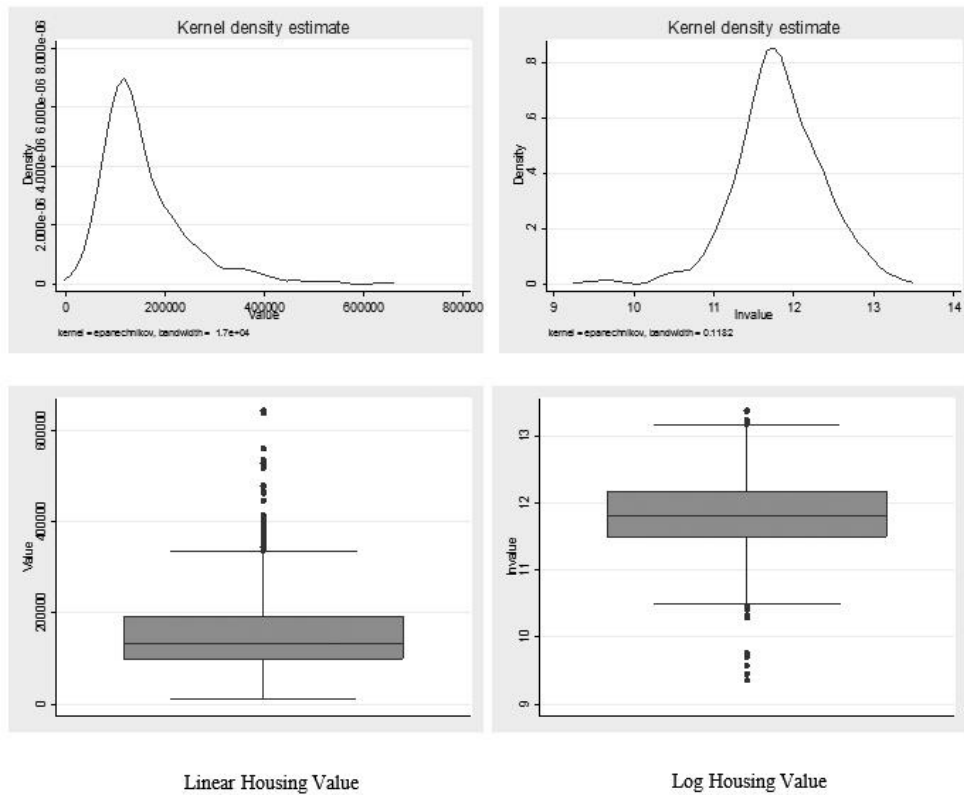 Kernel density estimate
Density
0
2.000e-06
4.000e-06
6.000e-06
8.000e-06
0 200000 400000 600000 800000
Value
kernel = epanechnikov, bandwidth = 1.7e+04
Kernel density estimate
Density
0
.2
.4
.6
.8
9 10 11 12 13 14
lnvalue
kernel = epanechnikov, bandwidth = 0.1182
Value
0
200000
400000
600000
lnvalue
9
10
11
12
13
Linear Housing Value
Log Housing Value